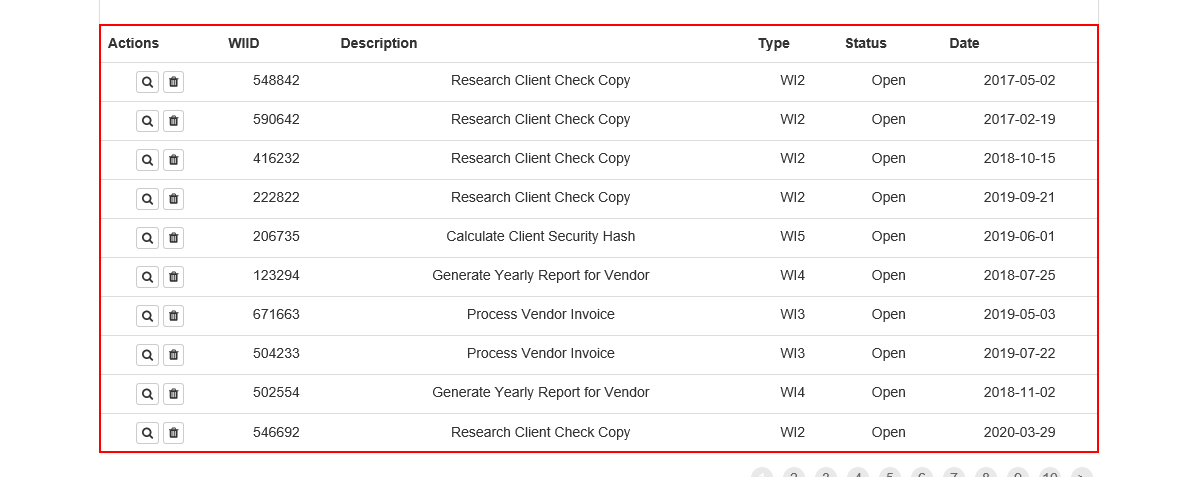 Actions WIID Description Type Status Date
548842 Research Client Check Copy WI2 Open 2017-05-02
590642 Research Client Check Copy WI2 Open 2017-02-19
416232 Research Client Check Copy WI2 Open 2018-10-15
222822 Research Client Check Copy WI2 Open 2019-09-21
206735 Calculate Client Security Hash WI5 Open 2019-06-01
123294 Generate Yearly Report for Vendor WI4 Open 2018-07-25
671663 Process Vendor Invoice WI3 Open 2019-05-03
504233 Process Vendor Invoice WI3 Open 2019-07-22
502554 Generate Yearly Report for Vendor WI4 Open 2018-11-02
546692 Research Client Check Copy WI2 Open 2020-03-29
2 3 4 5 6 7 8 9 10 >